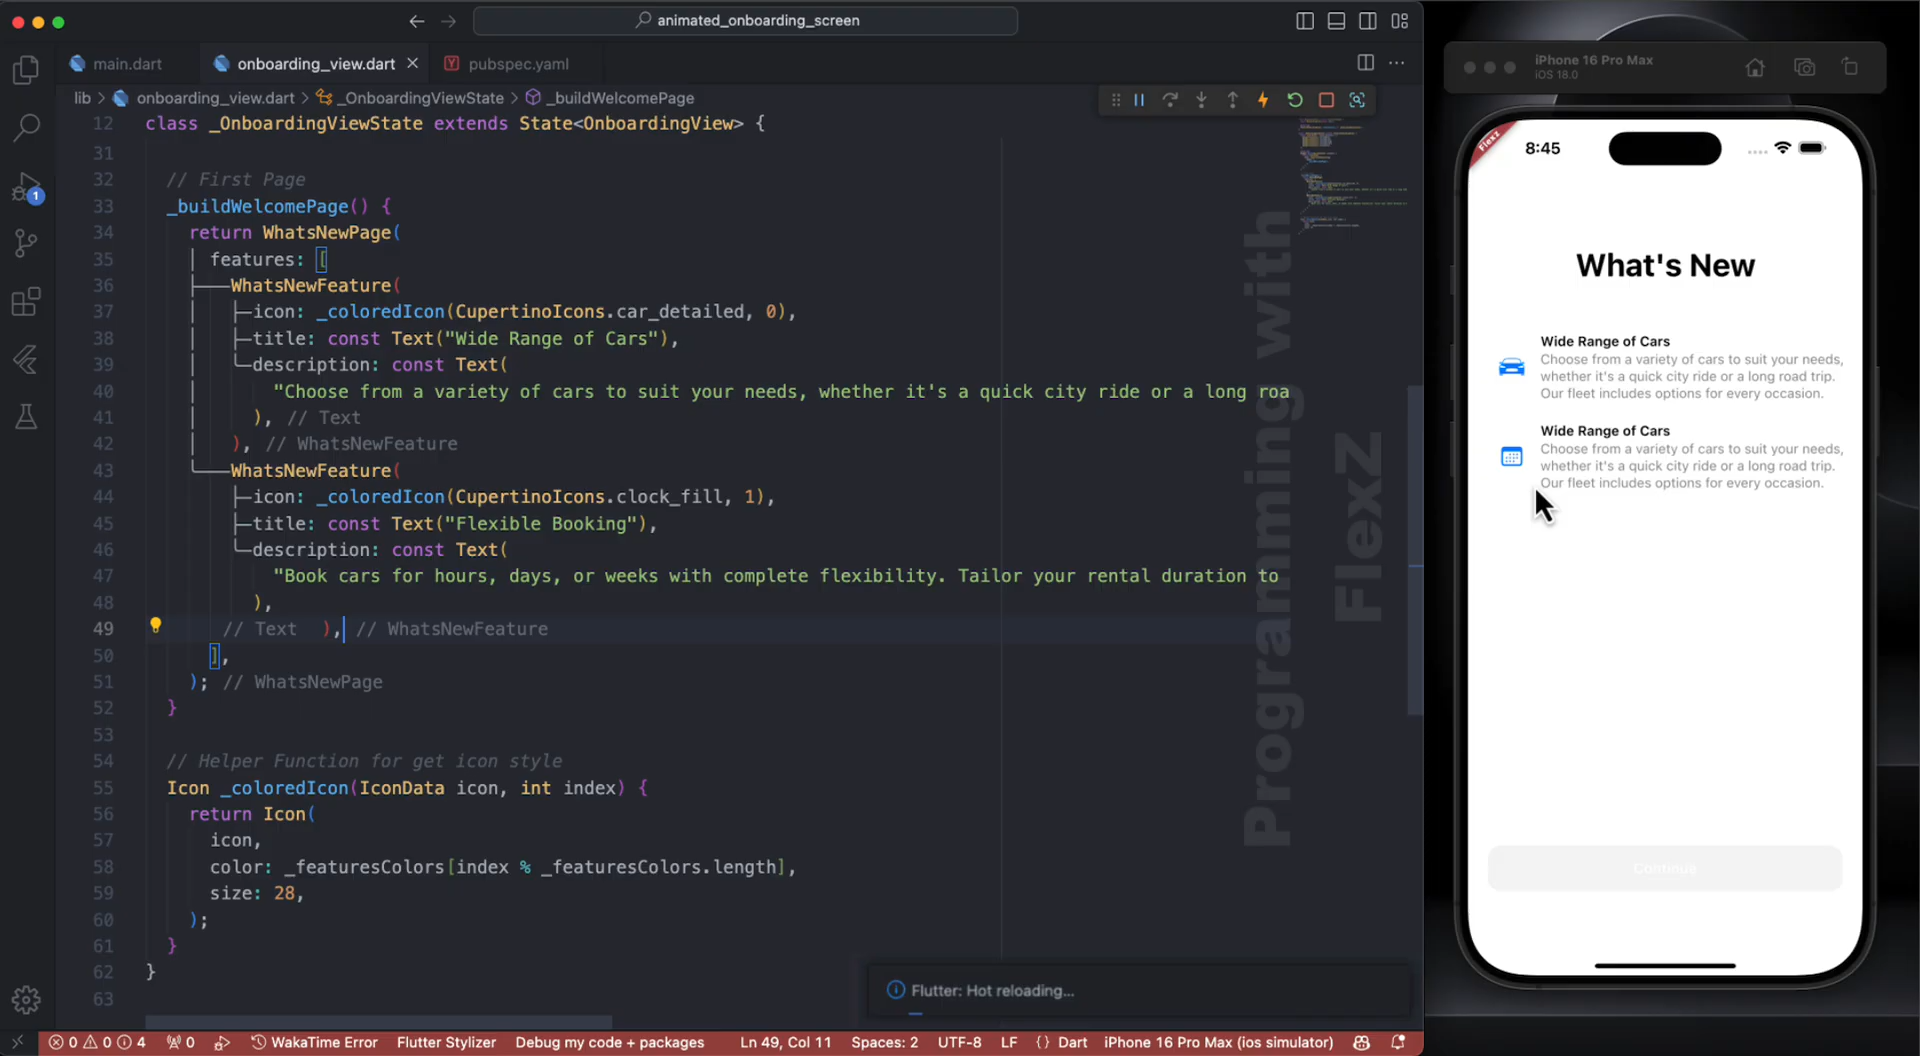 animated_onboarding_screen
main.dart
onboarding_view.dart
pubspec.yaml
lib > onboarding_view.dart > _OnboardingViewState > _buildWelcomePage
12 class _OnboardingViewState extends State<OnboardingView> {
31
32 // First Page
33 _buildWelcomePage() {
34 return WhatsNewPage(
35 features: [
36 WhatsNewFeature(
37 icon: _coloredIcon(CupertinoIcons.car_detailed, 0),
38 title: const Text("Wide Range of Cars"),
39 description: const Text(
40 "Choose from a variety of cars to suit your needs, whether it's a quick city ride or a long roa
41 ), // Text
42 ), // WhatsNewFeature
43 WhatsNewFeature(
44 icon: _coloredIcon(CupertinoIcons.clock_fill, 1),
45 title: const Text("Flexible Booking"),
46 description: const Text(
47 "Book cars for hours, days, or weeks with complete flexibility. Tailor your rental duration to
48 ),
49 // Text ), // WhatsNewFeature
50 ],
51 ); // WhatsNewPage
52 }
53
54 // Helper Function for get icon style
55 Icon _coloredIcon(IconData icon, int index) {
56 return Icon(
57 icon,
58 color: _featuresColors[index % _featuresColors.length],
59 size: 28,
60 );
61 }
62 }
63
Programming with
FlexZ
1
Flutter: Hot reloading...
0 0 4 0 WakaTime Error Flutter Stylizer Debug my code + packages Ln 49, Col 11 Spaces: 2 UTF-8 LF {} Dart iPhone 16 Pro Max (ios simulator)
iPhone 16 Pro Max
iOS 18.0
FlexZ
8:45
What's New
Wide Range of Cars
Choose from a variety of cars to suit your needs,
whether it's a quick city ride or a long road trip.
Our fleet includes options for every occasion.
Wide Range of Cars
Choose from a variety of cars to suit your needs,
whether it's a quick city ride or a long road trip.
Our fleet includes options for every occasion.
Continue